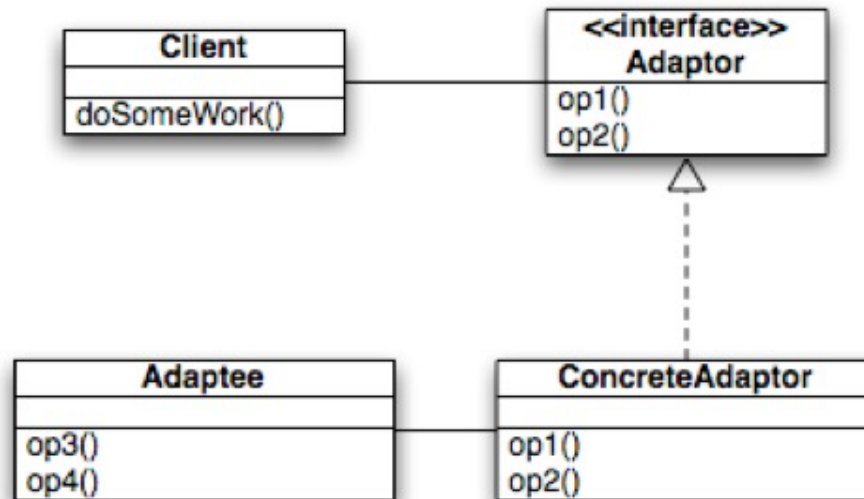 Client
doSomeWork()
<<interface>>
Adaptor
op1()
op2()
Adaptee
op3()
op4()
ConcreteAdaptor
op1()
op2()